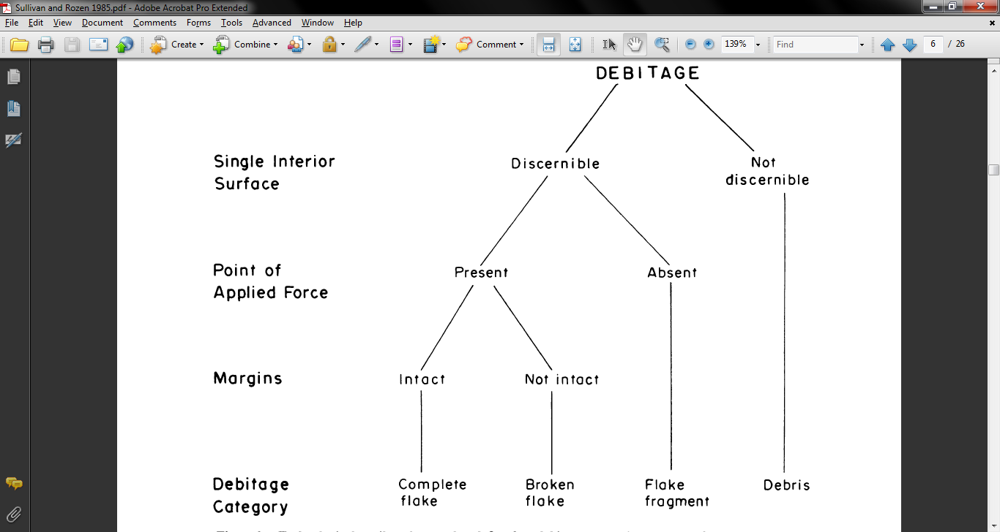 Sullivan and Rozen 1985.pdf - Adobe Acrobat Pro Extended
File Edit View Document Comments Forms Tools Advanced Window Help
Create Combine Comment 139% Find 6 / 26
DEBITAGE
Single Interior
Surface
Discernible
Not
discernible
Point of
Applied Force
Present
Absent
Margins
Intact
Not intact
Debitage
Category
Complete
flake
Broken
flake
Flake
fragment
Debris